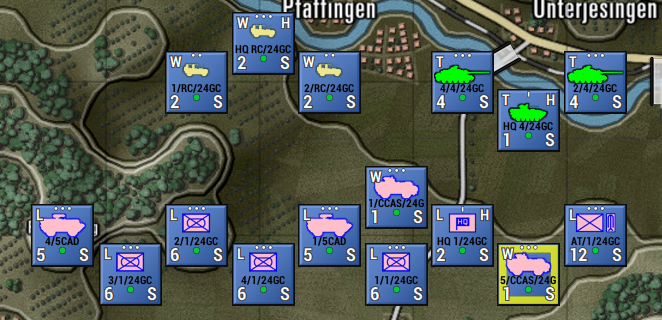 Pfaffingen
Unterjesingen
W H
HQ RC/24GC
2 S
W
1/RC/24GC
2 S
W
2/RC/24GC
2 S
T
4/4/24GC
4 S
T
2/4/24GC
4 S
T H
HQ 4/24GC
1 S
W
1/CCAS/24G
1 S
L
4/5CAD
5 S
L
2/1/24GC
6 S
L
1/5CAD
5 S
L H
HQ
HQ 1/24GC
2 S
L
AT/1/24GC
12 S
L
3/1/24GC
6 S
L
4/1/24GC
6 S
L
1/1/24GC
6 S
W
5/CCAS/24G
1 S